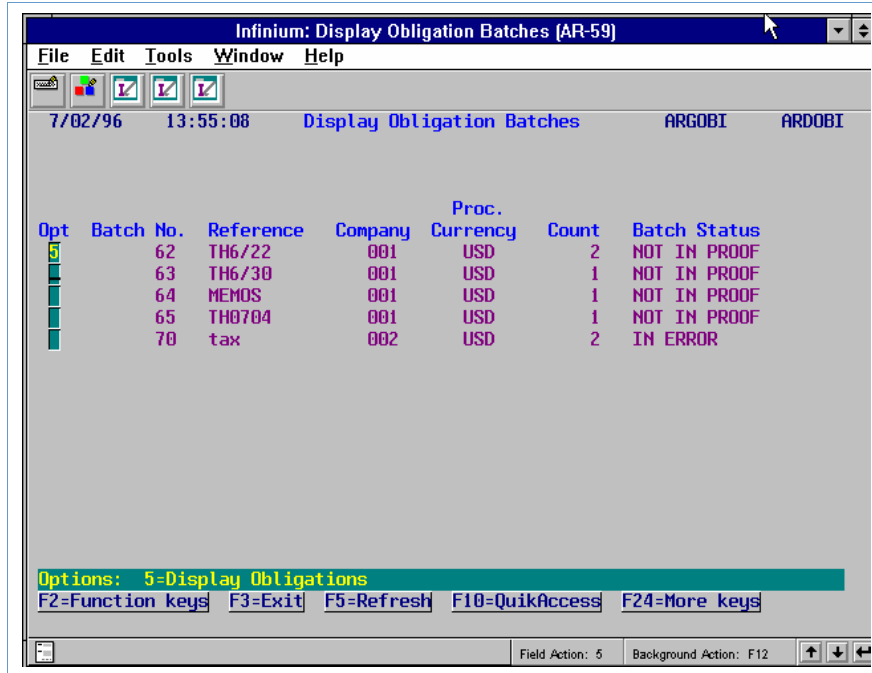 Infinium: Display Obligation Batches (AR-59)
File Edit Tools Window Help
7/02/96 13:55:08 Display Obligation Batches ARGOBI ARDOBI
Proc.
Opt Batch No. Reference Company Currency Count Batch Status
5 62 TH6/22 001 USD 2 NOT IN PROOF
63 TH6/30 001 USD 1 NOT IN PROOF
64 MEMOS 001 USD 1 NOT IN PROOF
65 TH0704 001 USD 1 NOT IN PROOF
70 tax 002 USD 2 IN ERROR
Options: 5=Display Obligations
F2=Function keys F3=Exit F5=Refresh F10=QuikAccess F24=More keys
Field Action: 5 Background Action: F12